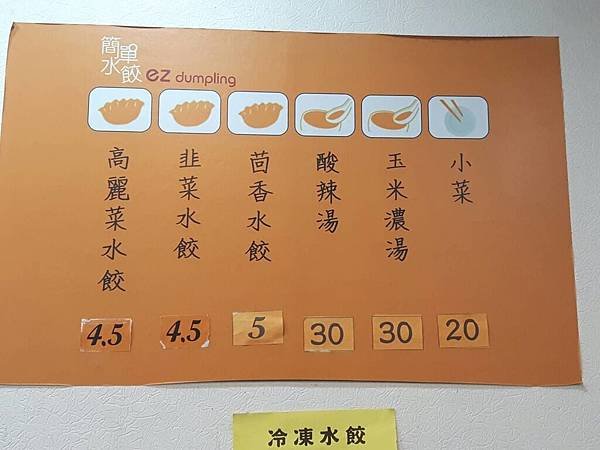 簡單水餃
ez dumpling
高麗菜水餃
韭菜水餃
茴香水餃
酸辣湯
玉米濃湯
小菜
4.5
4.5
5
30
30
20
冷凍水餃